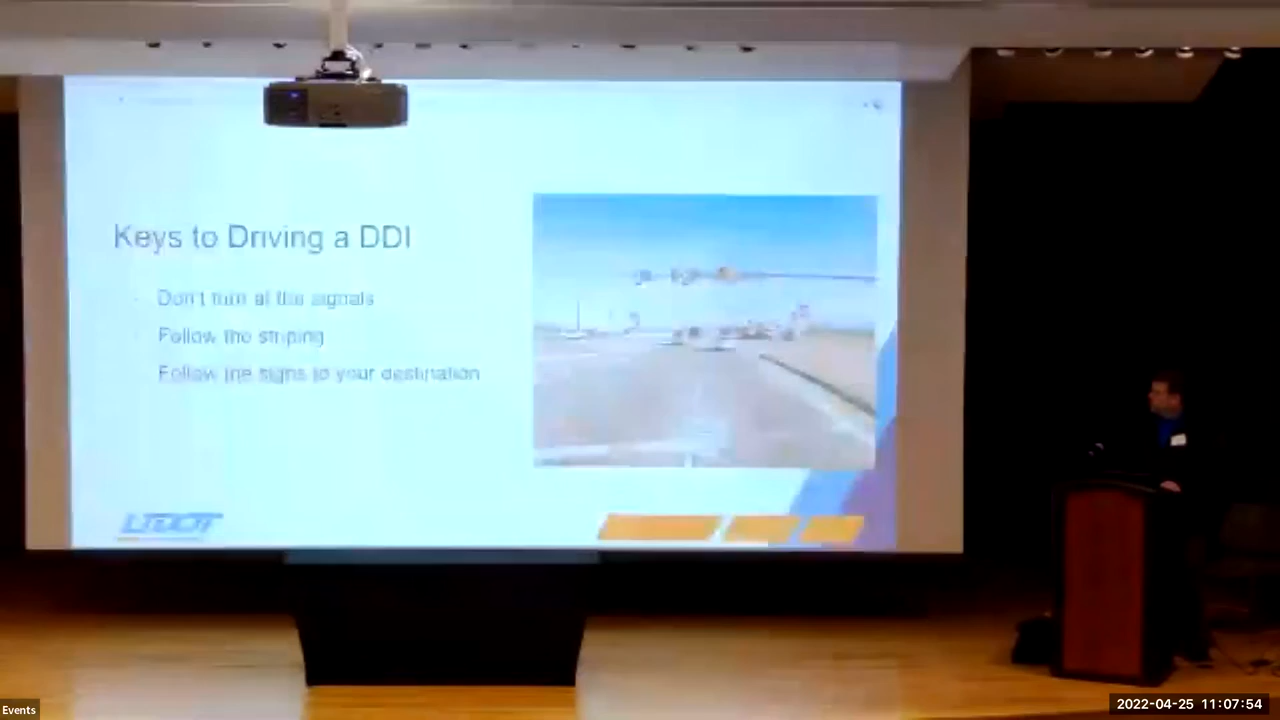 Keys to Driving a DDI
Don't turn at the signals
Follow the striping
Follow the signs to your destination
Events
2022-04-25 11:07:54